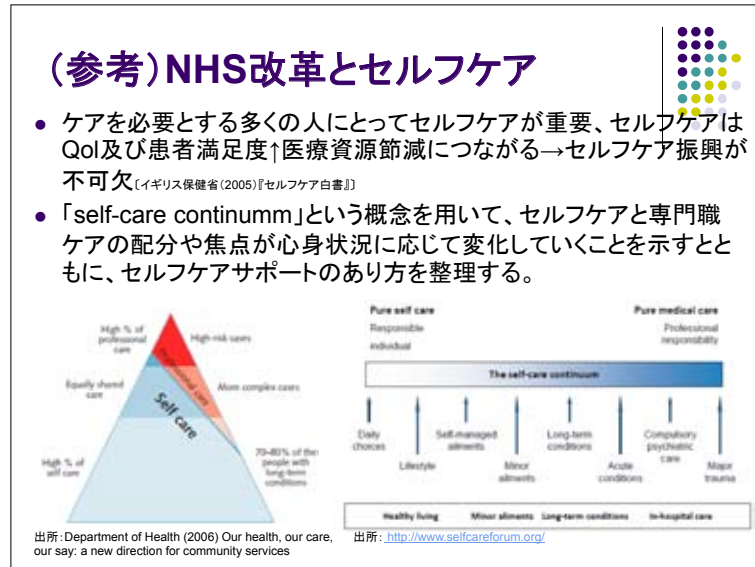 （参考）NHS改革とセルフケア
● ケアを必要とする多くの人にとってセルフケアが重要、セルフケアは
Qol及び患者満足度↑医療資源節減につながる→セルフケア振興が
不可欠〔イギリス保健省（2005）『セルフケア白書』〕
● 「self-care continumm」という概念を用いて、セルフケアと専門職
ケアの配分や焦点が心身状況に応じて変化していくことを示すとと
もに、セルフケアサポートのあり方を整理する。
High % of
professional
care
High-risk cases
Professional care
Equally shared
care
More complex cases
Self care
High % of
self care
70–80% of the
people with
long-term
conditions
Pure self care
Responsible
individual
Pure medical care
Professional
responsibility
The self-care continuum
Daily
choices
Lifestyle
Self-managed
ailments
Minor
ailments
Long-term
conditions
Acute
conditions
Compulsory
psychiatric
care
Major
trauma
Healthy living
Minor ailments
Long-term conditions
In-hospital care
出所：Department of Health (2006) Our health, our care,
our say: a new direction for community services
出所：http://www.selfcareforum.org/